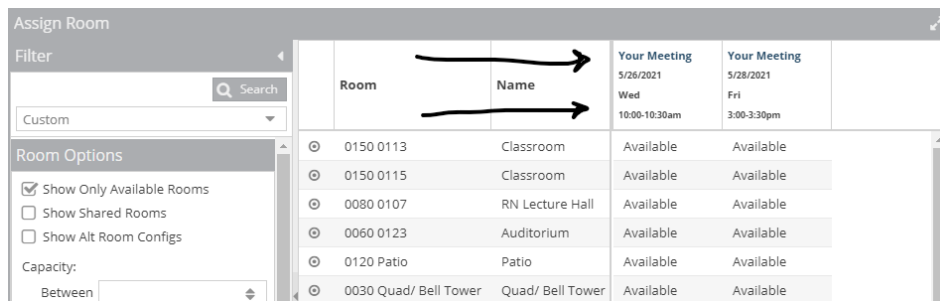 Assign Room
Filter
Search
Custom
Room Options
Show Only Available Rooms
Show Shared Rooms
Show Alt Room Configs
Capacity:
Between
Room Name Your Meeting Your Meeting
5/26/2021 5/28/2021
Wed Fri
10:00-10:30am 3:00-3:30pm
0150 0113 Classroom Available Available
0150 0115 Classroom Available Available
0080 0107 RN Lecture Hall Available Available
0060 0123 Auditorium Available Available
0120 Patio Patio Available Available
0030 Quad/ Bell Tower Quad/ Bell Tower Available Available